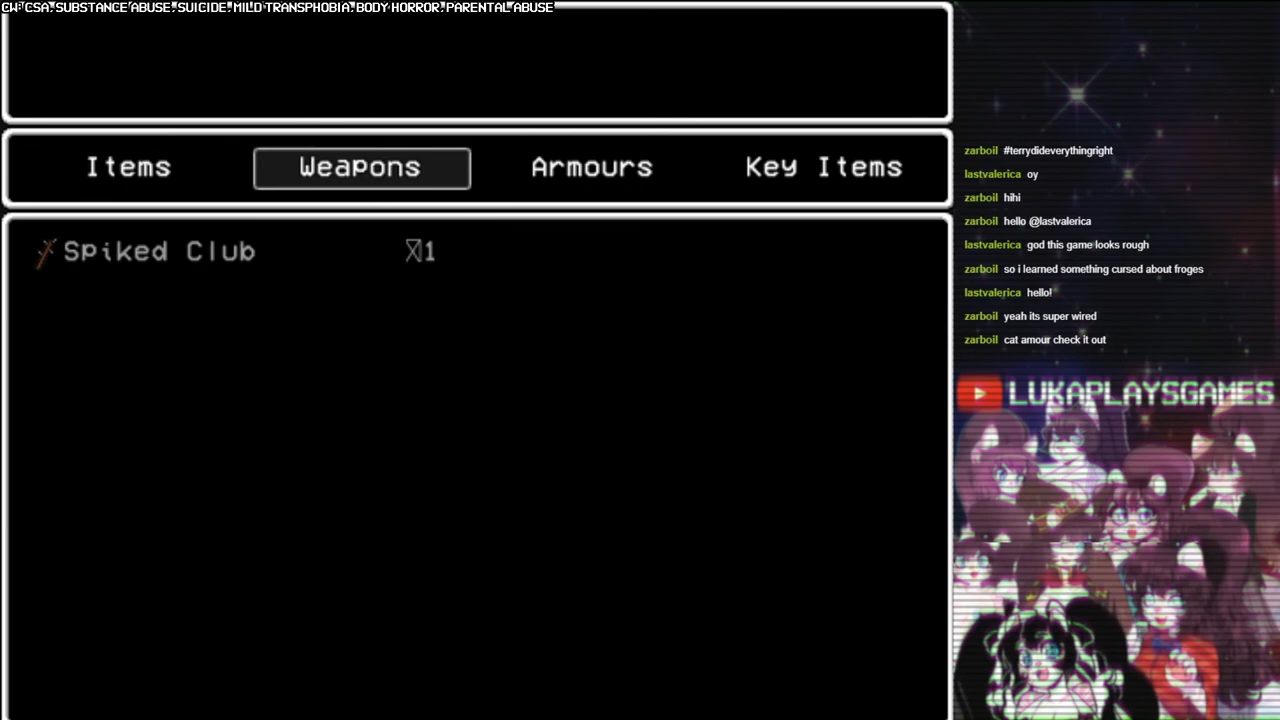 CW: CSA, SUBSTANCE ABUSE, SUICIDE, MILD TRANSPHOBIA, BODY HORROR, PARENTAL ABUSE
Items Weapons Armours Key Items
Spiked Club 1
zarboil #terrydideverythingright
lastvalerica oy
zarboil hihi
zarboil hello @lastvalerica
lastvalerica god this game looks rough
zarboil so i learned something cursed about froges
lastvalerica hello!
zarboil yeah its super wired
zarboil cat amour check it out
LUKAPLAYSGAMES